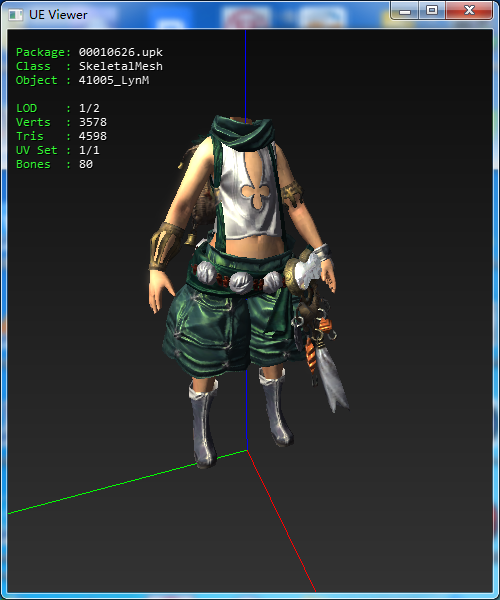 UE Viewer
Package: 00010626.upk
Class : SkeletalMesh
Object : 41005_LynM
LOD : 1/2
Verts : 3578
Tris : 4598
UV Set : 1/1
Bones : 80